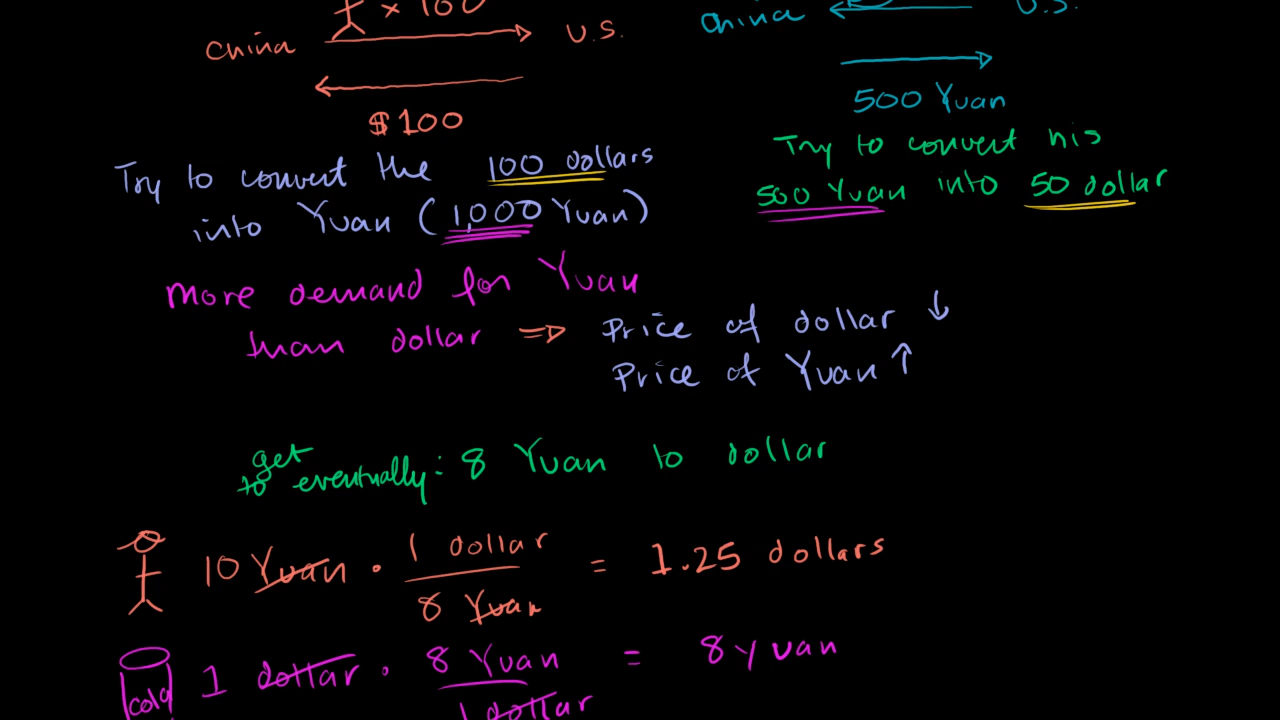 × 100
China U.S.
$100
China U.S.
500 Yuan
Try to convert the 100 dollars
into Yuan (1,000 Yuan)
Try to convert his
500 Yuan into 50 dollar
More demand for Yuan
than dollar ⇒ Price of dollar ↓
Price of Yuan ↑
get
to eventually: 8 Yuan to dollar
10 Yuan · 1 dollar / 8 Yuan = 1.25 dollars
cola 1 dollar · 8 Yuan / 1 dollar = 8 yuan